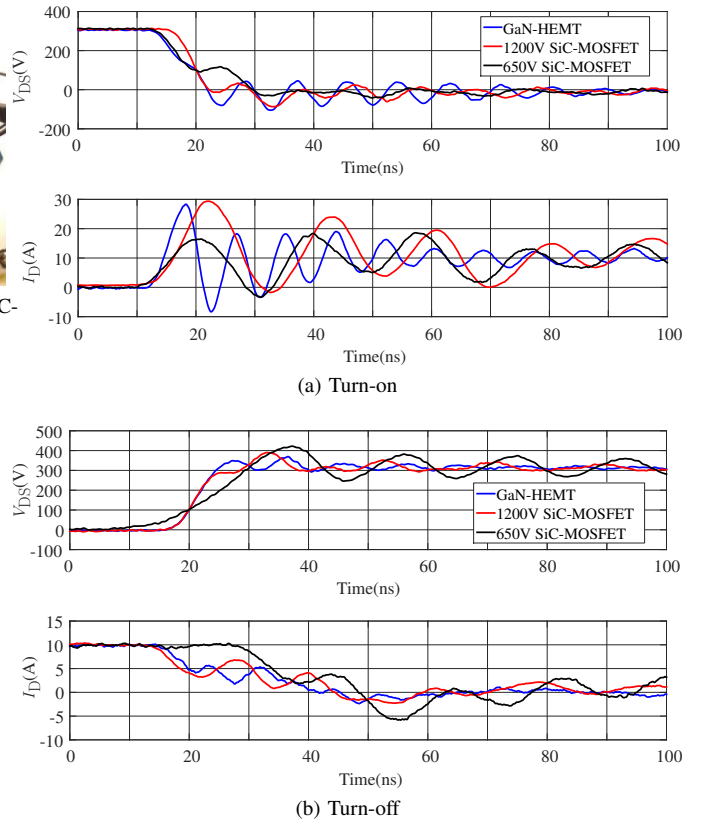 400
200
0
-200
V_DS(V)
GaN-HEMT
1200V SiC-MOSFET
650V SiC-MOSFET
0 20 40 60 80 100
Time(ns)
30
20
10
0
-10
I_D(A)
C-
0 20 40 60 80 100
Time(ns)
(a) Turn-on
500
400
300
200
100
0
-100
V_DS(V)
GaN-HEMT
1200V SiC-MOSFET
650V SiC-MOSFET
0 20 40 60 80 100
Time(ns)
15
10
5
0
-5
-10
I_D(A)
0 20 40 60 80 100
Time(ns)
(b) Turn-off